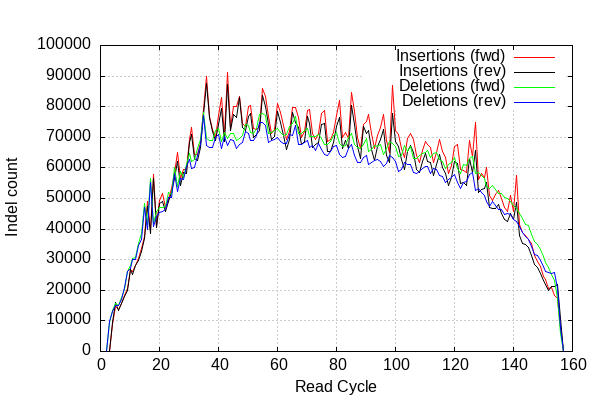 100000
90000
80000
70000
60000
50000
40000
30000
20000
10000
0
Indel count
Insertions (fwd)
Insertions (rev)
Deletions (fwd)
Deletions (rev)
0 20 40 60 80 100 120 140 160
Read Cycle